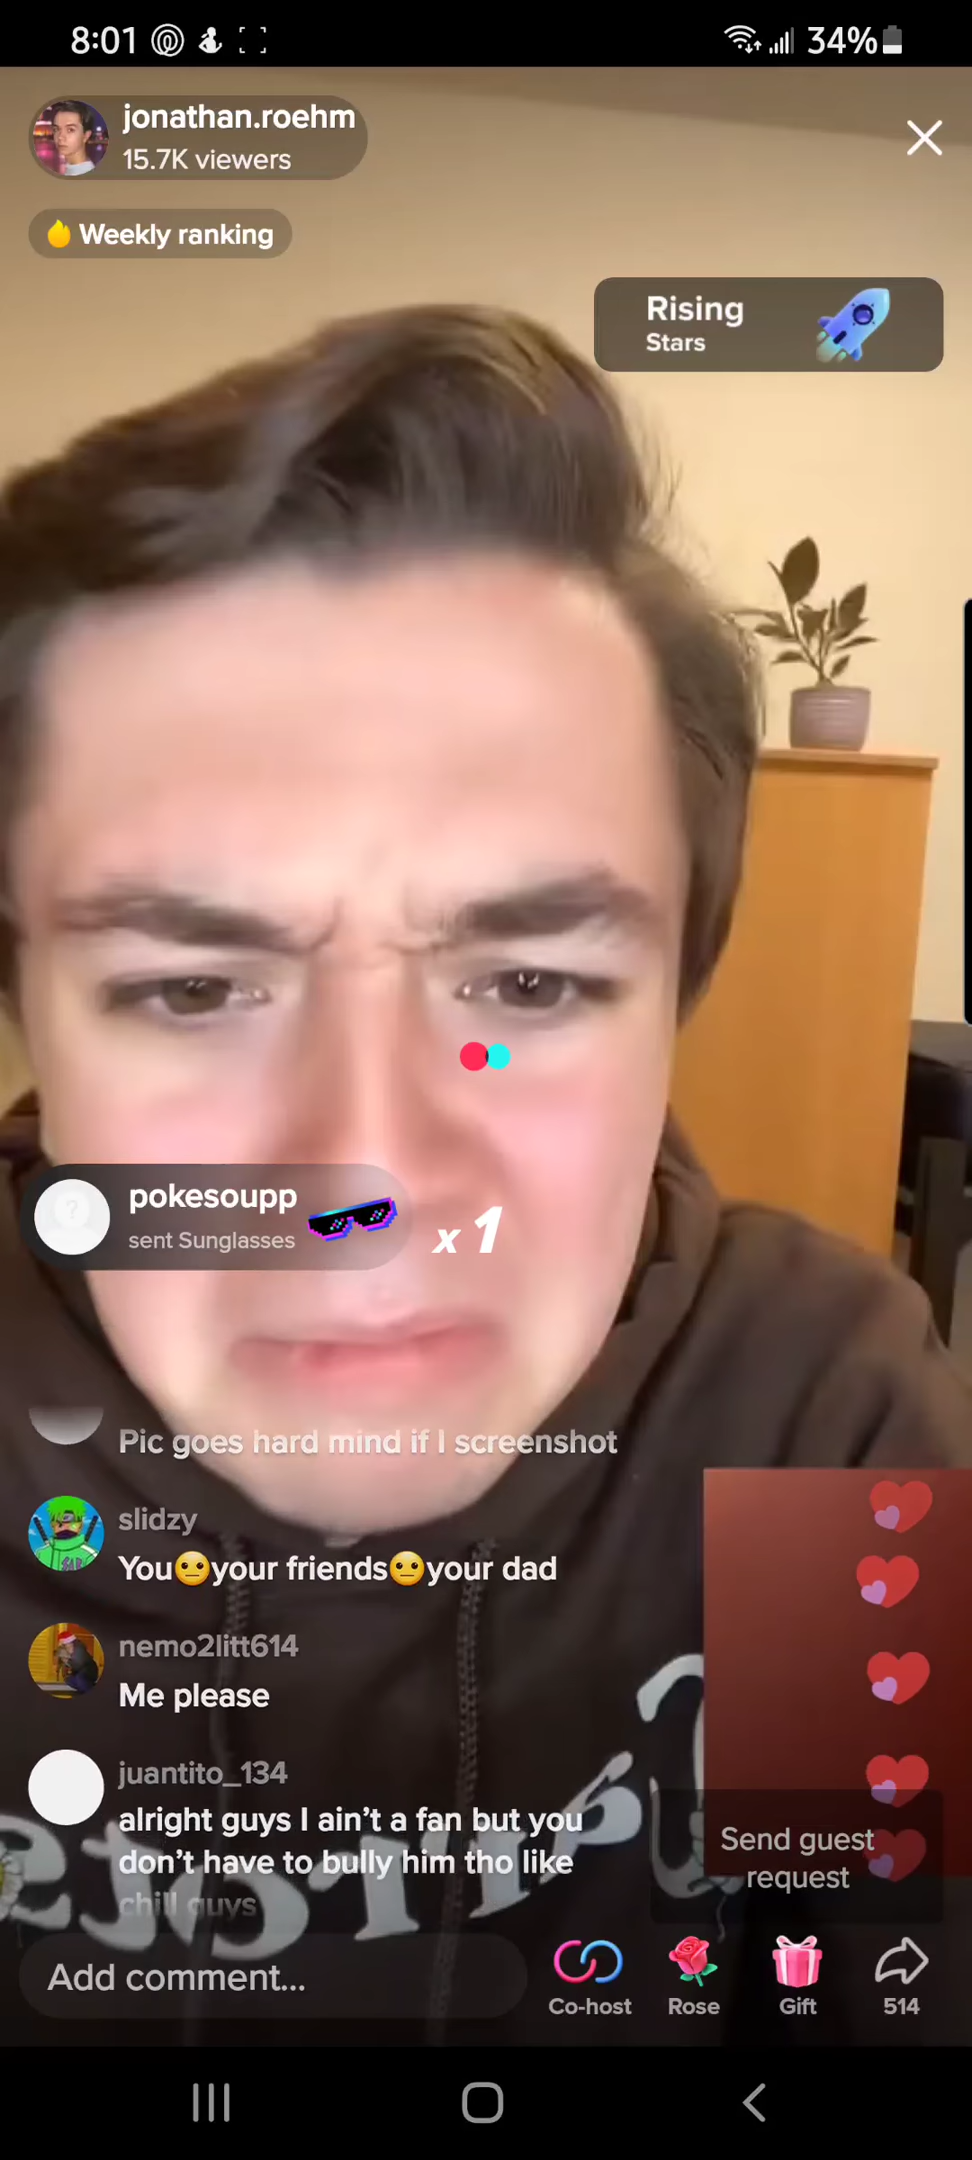 8:01
34%
jonathan.roehm
15.7K viewers
Weekly ranking
Rising
Stars
pokesoupp
sent Sunglasses
x 1
Pic goes hard mind if I screenshot
slidzy
You😐your friends😐your dad
nemo2litt614
Me please
juantito_134
alright guys I ain't a fan but you
don't have to bully him tho like
chill guys
Send guest
request
Add comment...
Co-host
Rose
Gift
514